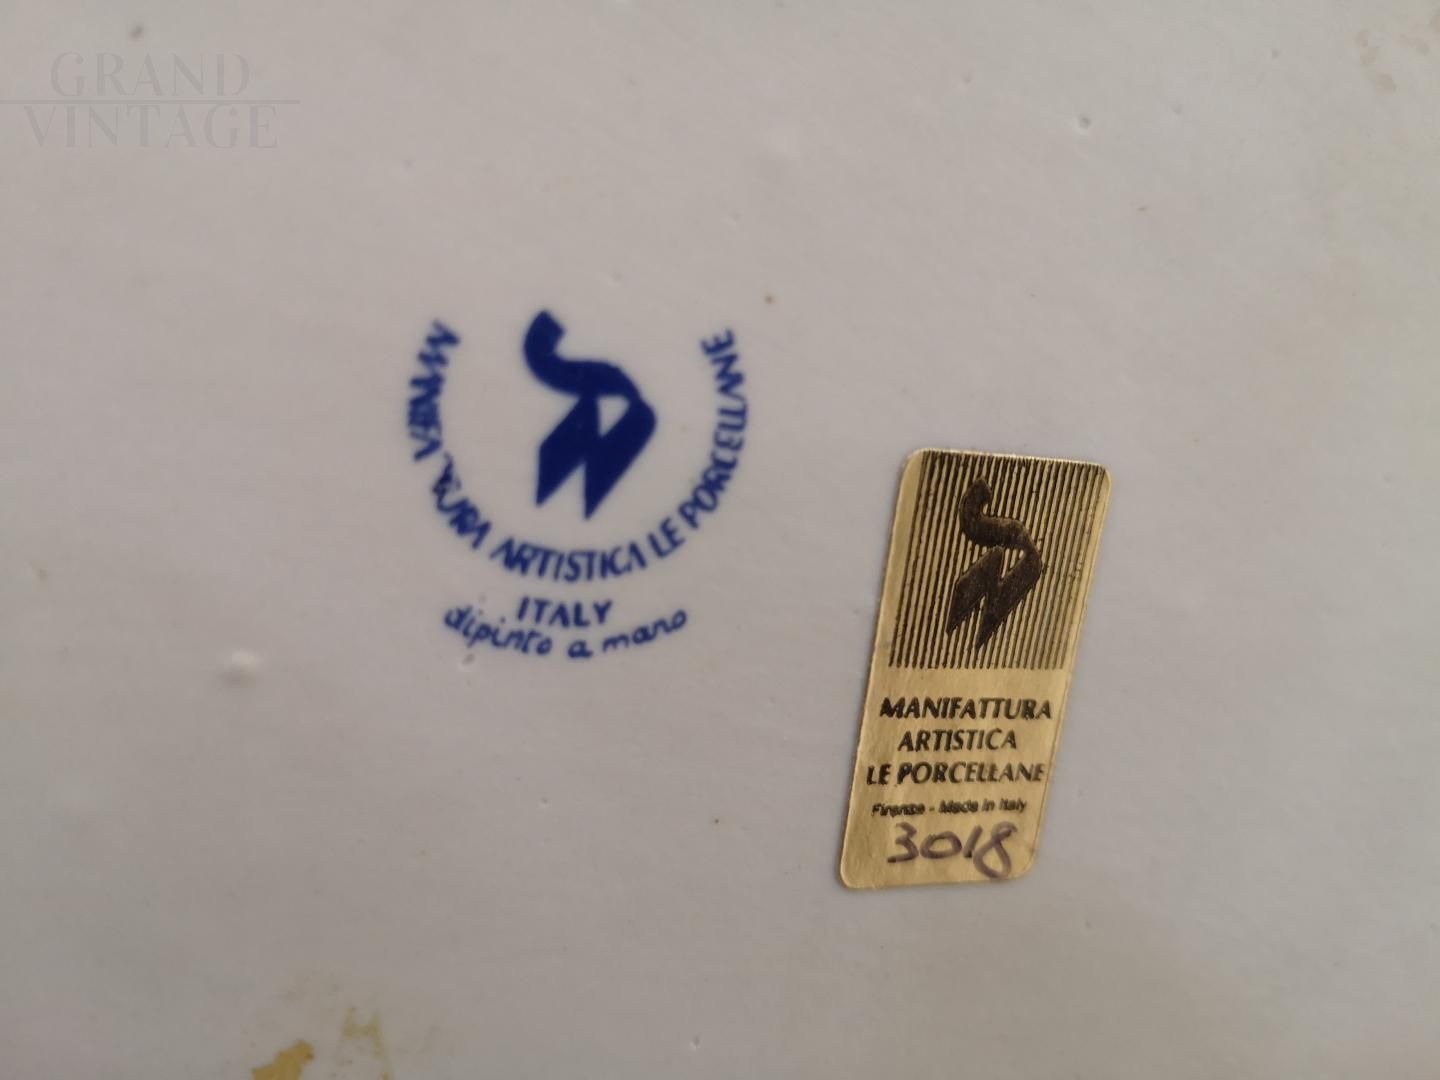 GRAND
VINTAGE
MANIFATTURA ARTISTICA LE PORCELLANE
ITALY
dipinto a mano
MANIFATTURA
ARTISTICA
LE PORCELLANE
Firenze - Made in Italy
3018